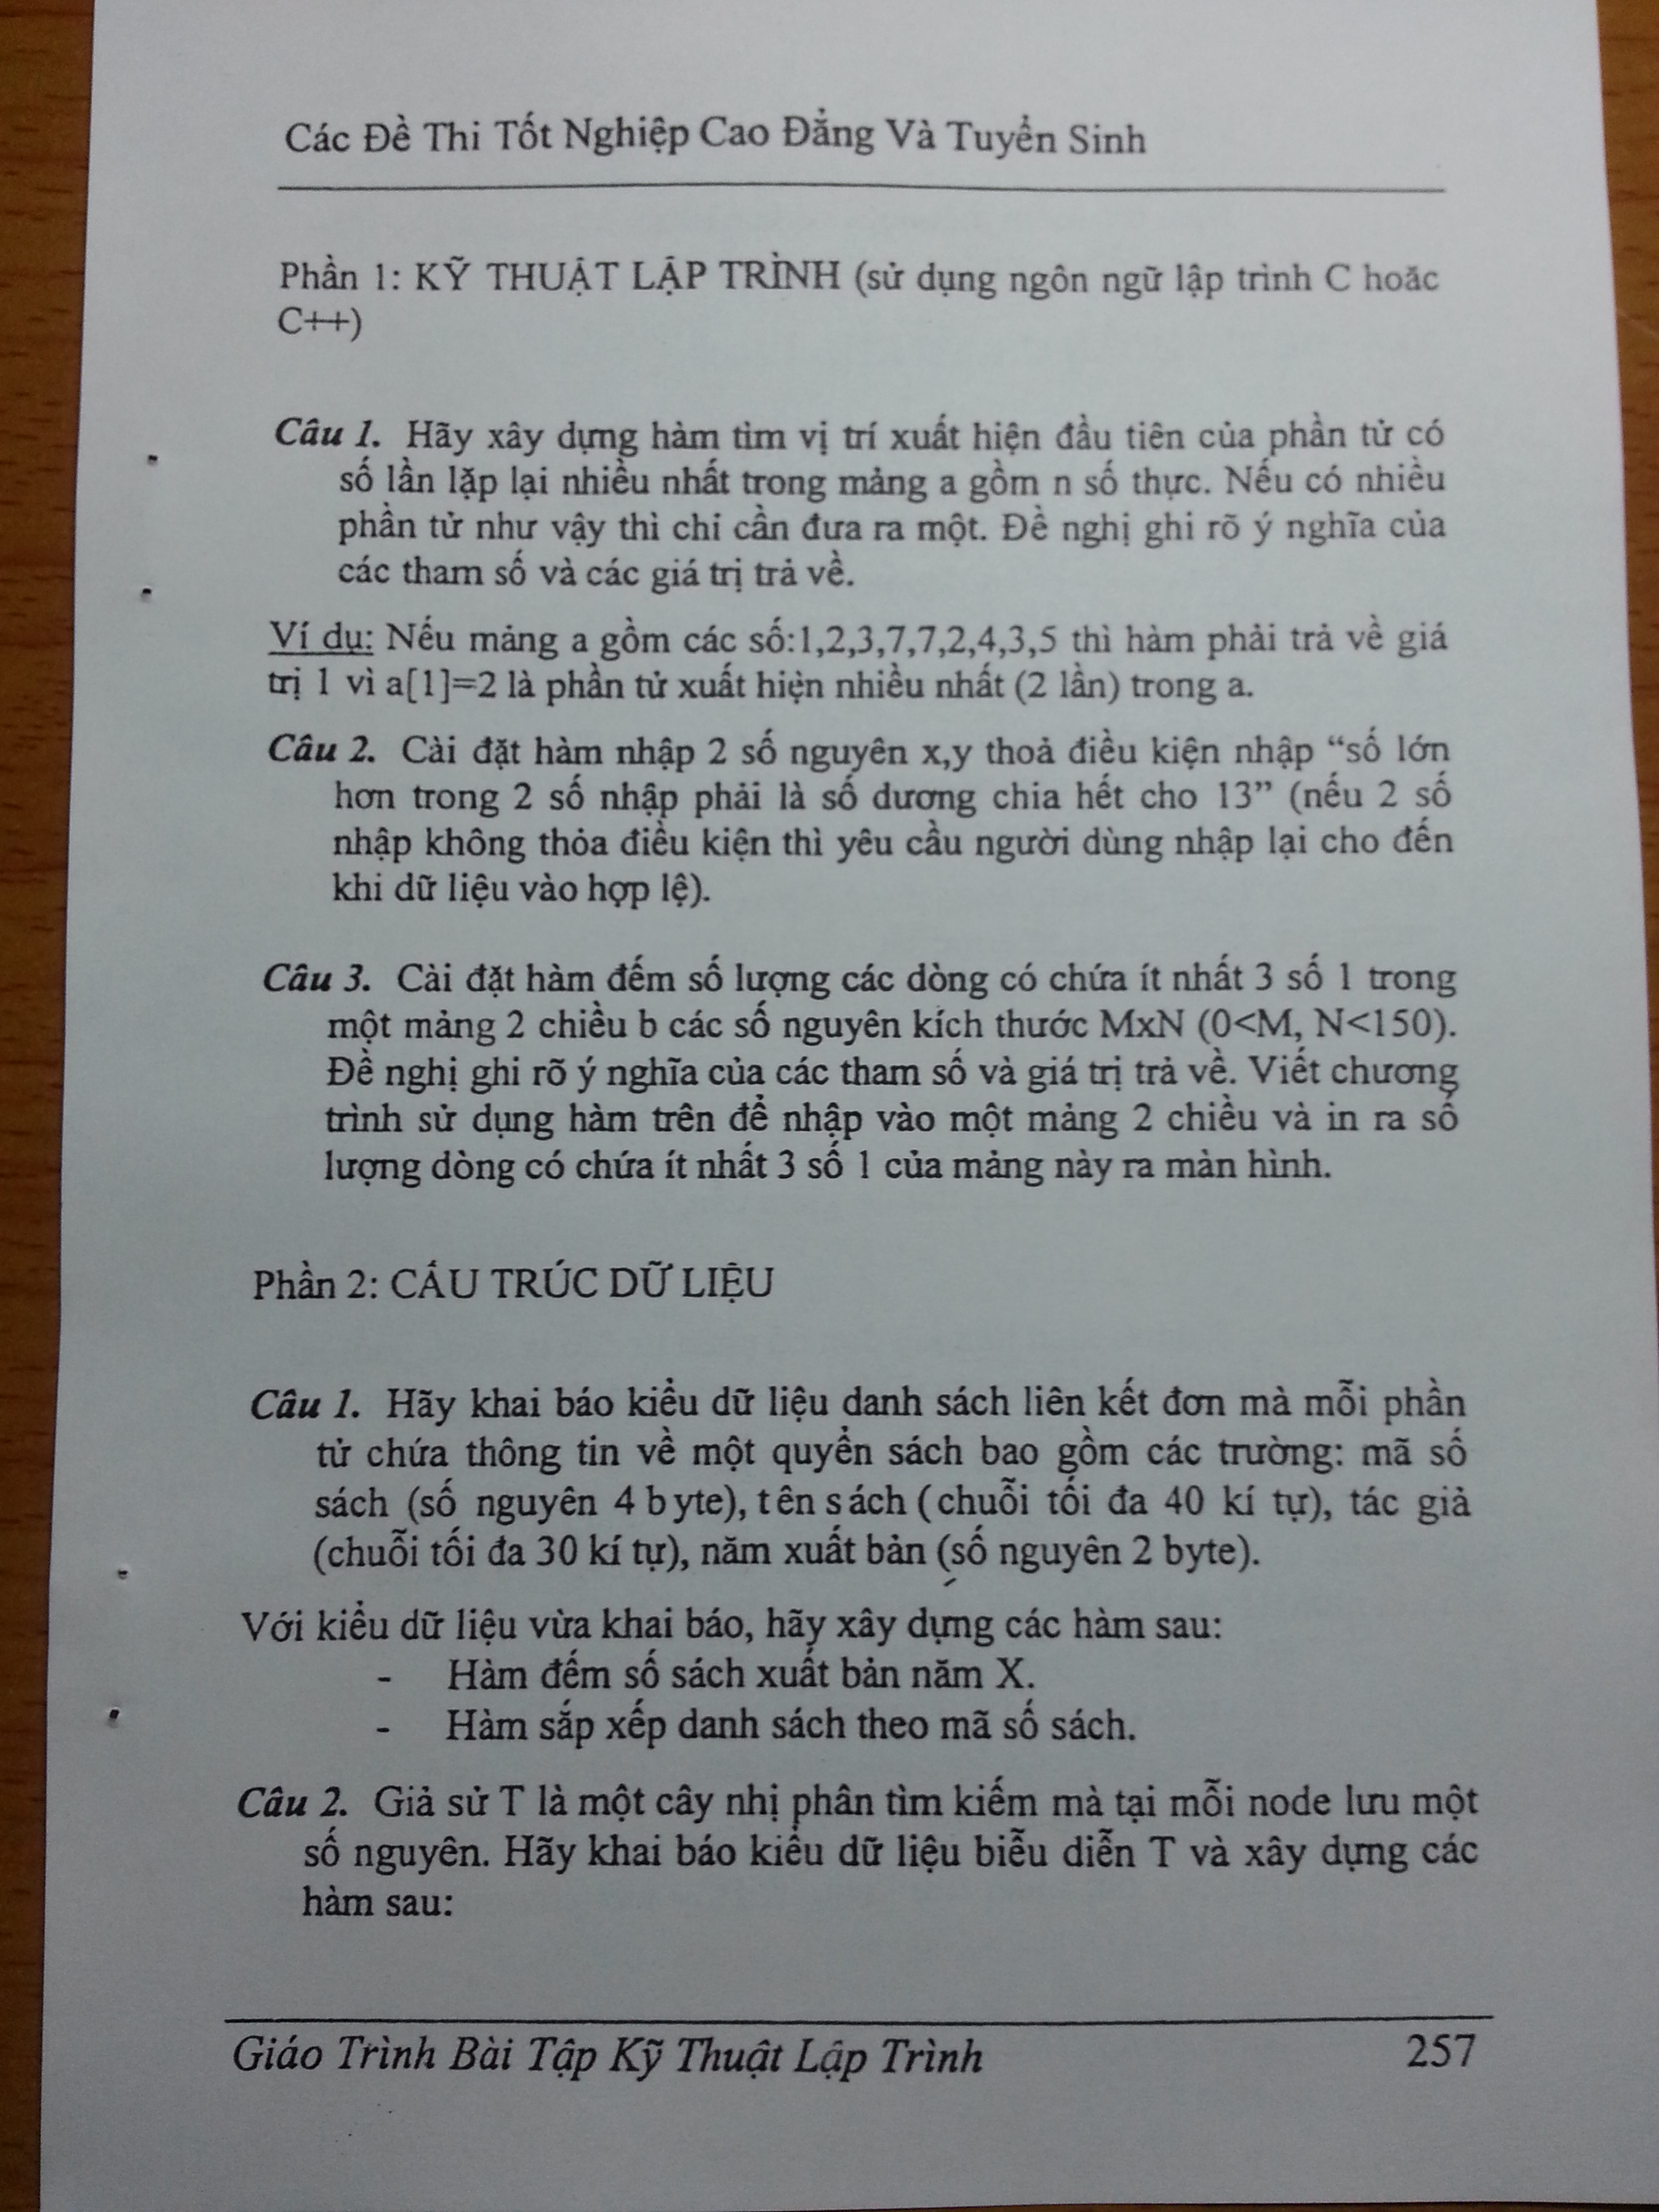 Các Đề Thi Tốt Nghiệp Cao Đẳng Và Tuyển Sinh
Phần 1: KỸ THUẬT LẬP TRÌNH (sử dụng ngôn ngữ lập trình C hoăc
C++)
Câu 1. Hãy xây dựng hàm tìm vị trí xuất hiện đầu tiên của phần tử có
số lần lặp lại nhiều nhất trong mảng a gồm n số thực. Nếu có nhiều
phần tử như vậy thì chỉ cần đưa ra một. Đề nghị ghi rõ ý nghĩa của
các tham số và các giá trị trả về.
Ví dụ: Nếu mảng a gồm các số:1,2,3,7,7,2,4,3,5 thì hàm phải trả về giá
trị 1 vì a[1]=2 là phần tử xuất hiện nhiều nhất (2 lần) trong a.
Câu 2. Cài đặt hàm nhập 2 số nguyên x,y thoả điều kiện nhập “số lớn
hơn trong 2 số nhập phải là số dương chia hết cho 13” (nếu 2 số
nhập không thỏa điều kiện thì yêu cầu người dùng nhập lại cho đến
khi dữ liệu vào hợp lệ).
Câu 3. Cài đặt hàm đếm số lượng các dòng có chứa ít nhất 3 số 1 trong
một mảng 2 chiều b các số nguyên kích thước MxN (0<M, N<150).
Đề nghị ghi rõ ý nghĩa của các tham số và giá trị trả về. Viết chương
trình sử dụng hàm trên để nhập vào một mảng 2 chiều và in ra số
lượng dòng có chứa ít nhất 3 số 1 của mảng này ra màn hình.
Phần 2: CẤU TRÚC DỮ LIỆU
Câu 1. Hãy khai báo kiểu dữ liệu danh sách liên kết đơn mà mỗi phần
tử chứa thông tin về một quyển sách bao gồm các trường: mã số
sách (số nguyên 4 byte), tên sách (chuỗi tối đa 40 kí tự), tác giả
(chuỗi tối đa 30 kí tự), năm xuất bản (số nguyên 2 byte).
Với kiểu dữ liệu vừa khai báo, hãy xây dựng các hàm sau:
- Hàm đếm số sách xuất bản năm X.
- Hàm sắp xếp danh sách theo mã số sách.
Câu 2. Giả sử T là một cây nhị phân tìm kiếm mà tại mỗi node lưu một
số nguyên. Hãy khai báo kiểu dữ liệu biễu diễn T và xây dựng các
hàm sau:
Giáo Trình Bài Tập Kỹ Thuật Lập Trình 257